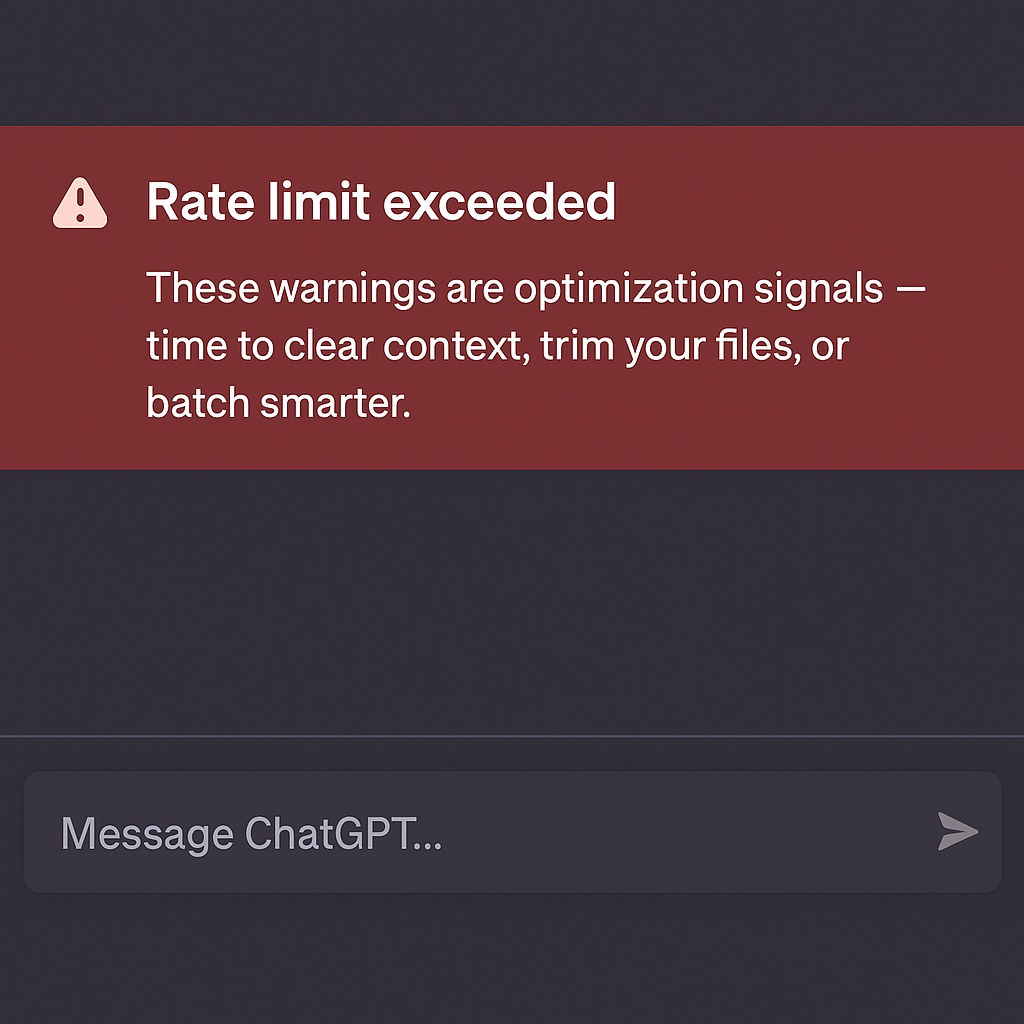 Rate limit exceeded
These warnings are optimization signals —
time to clear context, trim your files, or
batch smarter.
Message ChatGPT...